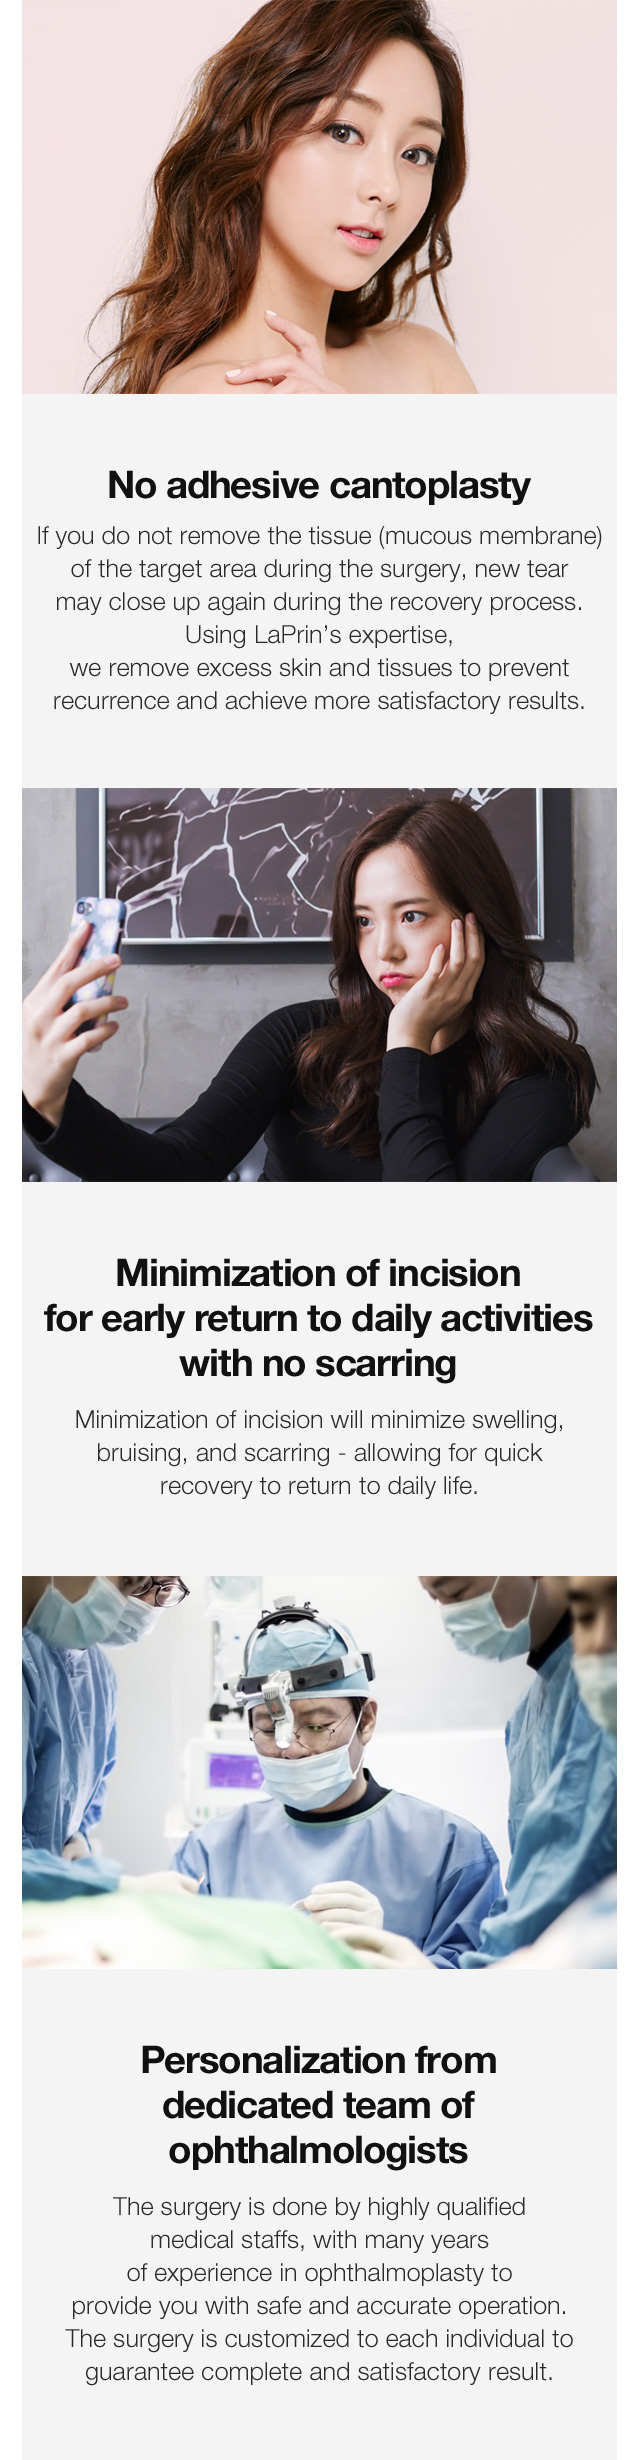 No adhesive cantoplasty
If you do not remove the tissue (mucous membrane)
of the target area during the surgery, new tear
may close up again during the recovery process.
Using LaPrin’s expertise,
we remove excess skin and tissues to prevent
recurrence and achieve more satisfactory results.
Minimization of incision
for early return to daily activities
with no scarring
Minimization of incision will minimize swelling,
bruising, and scarring - allowing for quick
recovery to return to daily life.
Personalization from
dedicated team of
ophthalmologists
The surgery is done by highly qualified
medical staffs, with many years
of experience in ophthalmoplasty to
provide you with safe and accurate operation.
The surgery is customized to each individual to
guarantee complete and satisfactory result.